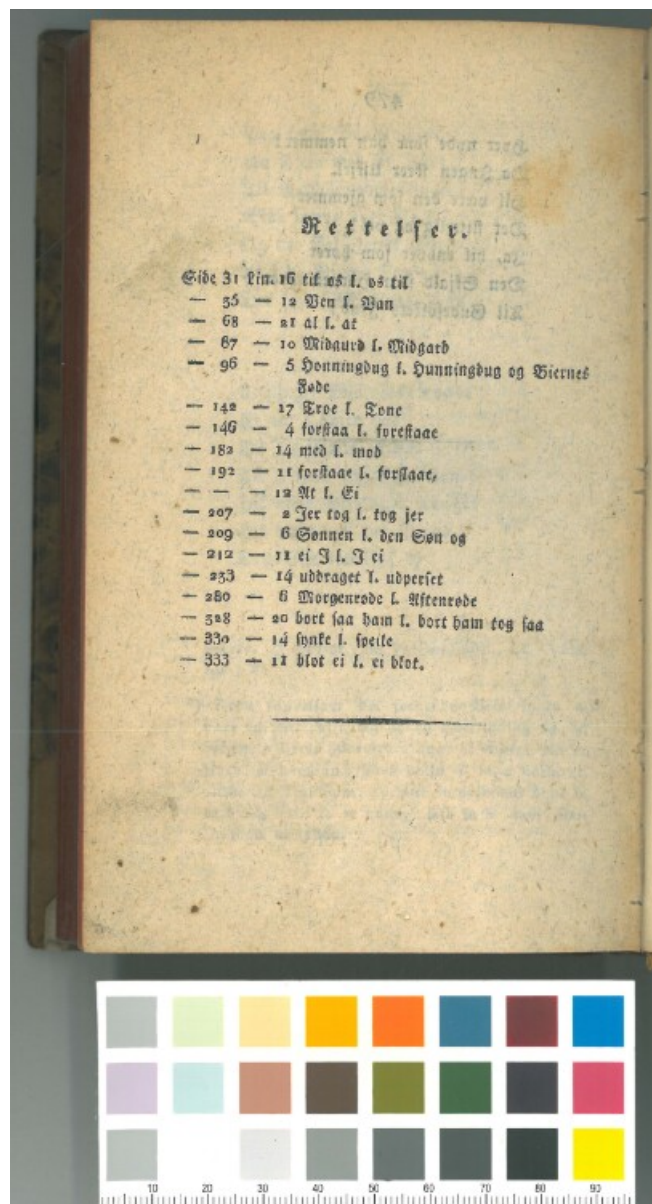 Rettelser.
Side 31 Lin. 16 til os l. os til
— 35 — 12 Ven l. Van
— 68 — 21 al l. at
— 87 — 10 Midgurd l. Midgard
— 96 — 5 Honningdug l. Hunningdug og Biernes
Føde
— 142 — 17 Troe l. Tone
— 146 — 4 forstaa l. forestaae
— 182 — 14 med l. mod
— 192 — 11 forstaae l. forslaae,
— — — 12 At l. Ei
— 207 — 2 Jer tog l. tog jer
— 209 — 6 Sønnen l. den Søn og
— 212 — 11 ei I l. I ei
— 233 — 14 uddraget l. udperset
— 280 — 6 Morgenrøde l. Aftenrøde
— 328 — 20 bort saa ham l. bort ham tog saa
— 330 — 14 synke l. speile
— 333 — 11 blot ei l. ei blot.
10 20 30 40 50 60 70 80 90